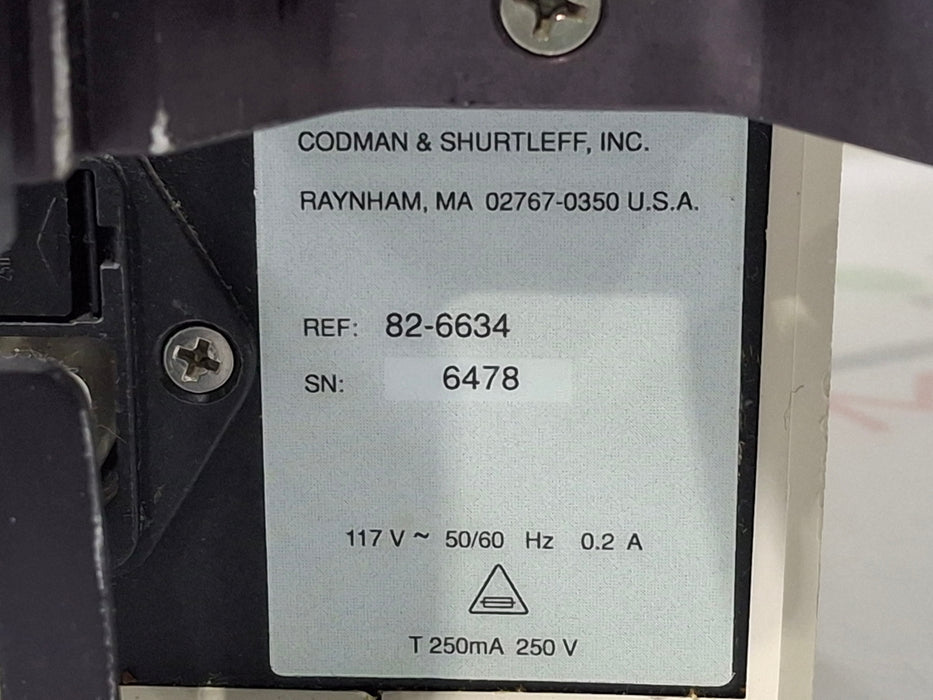 CODMAN & SHURTLEFF, INC.
RAYNHAM, MA 02767-0350 U.S.A.
REF: 82-6634
SN: 6478
117 V ~ 50/60 Hz 0.2 A
T 250mA 250 V